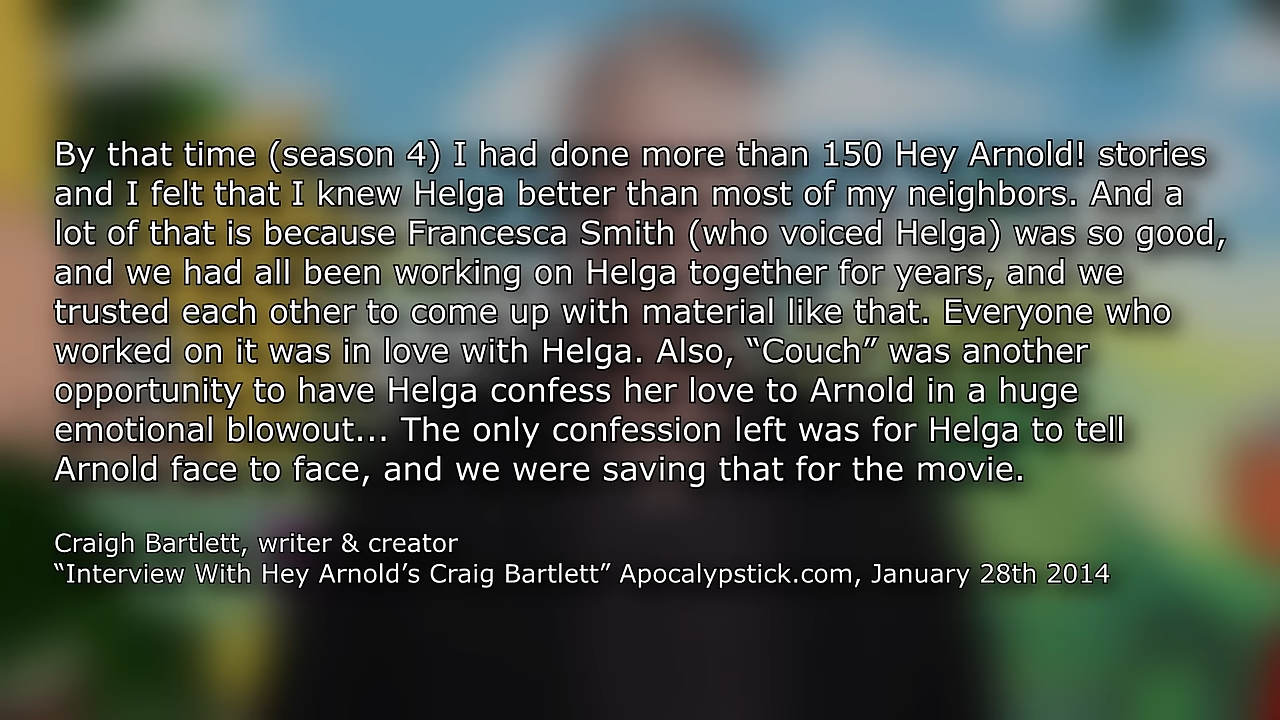 By that time (season 4) I had done more than 150 Hey Arnold! stories
and I felt that I knew Helga better than most of my neighbors. And a
lot of that is because Francesca Smith (who voiced Helga) was so good,
and we had all been working on Helga together for years, and we
trusted each other to come up with material like that. Everyone who
worked on it was in love with Helga. Also, “Couch” was another
opportunity to have Helga confess her love to Arnold in a huge
emotional blowout... The only confession left was for Helga to tell
Arnold face to face, and we were saving that for the movie.
Craigh Bartlett, writer & creator
“Interview With Hey Arnold’s Craig Bartlett” Apocalypstick.com, January 28th 2014